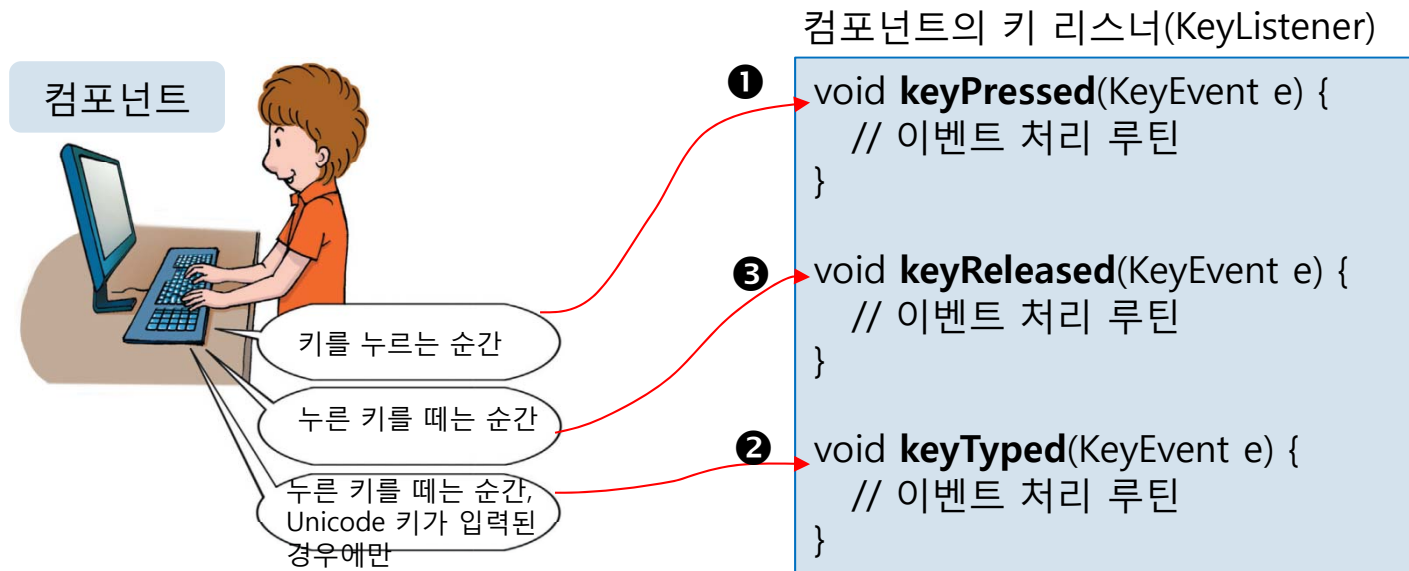 컴포넌트의 키 리스너(KeyListener)
컴포넌트
❶
void keyPressed(KeyEvent e) {
// 이벤트 처리 루틴
}
❸
void keyReleased(KeyEvent e) {
// 이벤트 처리 루틴
}
❷
void keyTyped(KeyEvent e) {
// 이벤트 처리 루틴
}
키를 누르는 순간
누른 키를 떼는 순간
누른 키를 떼는 순간,
Unicode 키가 입력된
경우에만